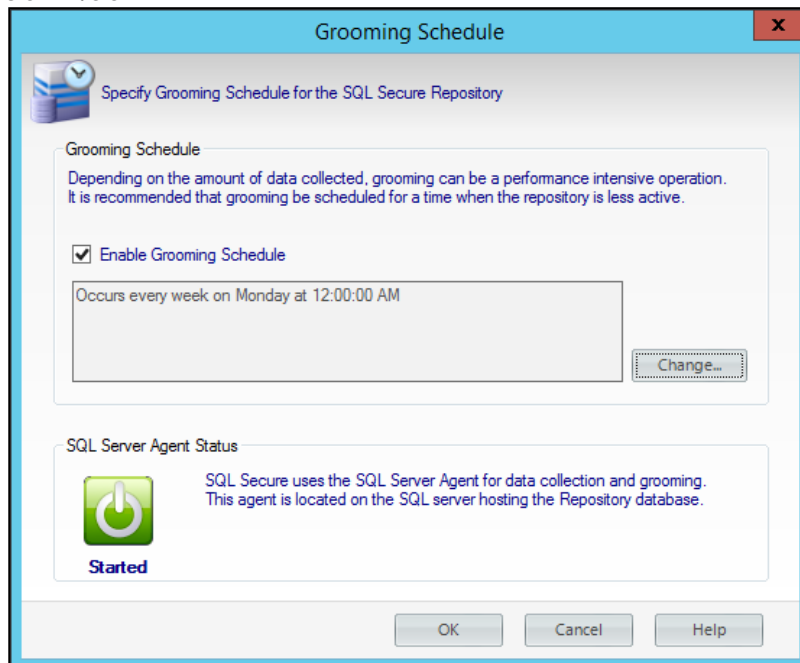 Grooming Schedule
x
Specify Grooming Schedule for the SQL Secure Repository
Grooming Schedule
Depending on the amount of data collected, grooming can be a performance intensive operation.
It is recommended that grooming be scheduled for a time when the repository is less active.
Enable Grooming Schedule
Occurs every week on Monday at 12:00:00 AM
Change...
SQL Server Agent Status
SQL Secure uses the SQL Server Agent for data collection and grooming.
This agent is located on the SQL server hosting the Repository database.
Started
OK
Cancel
Help